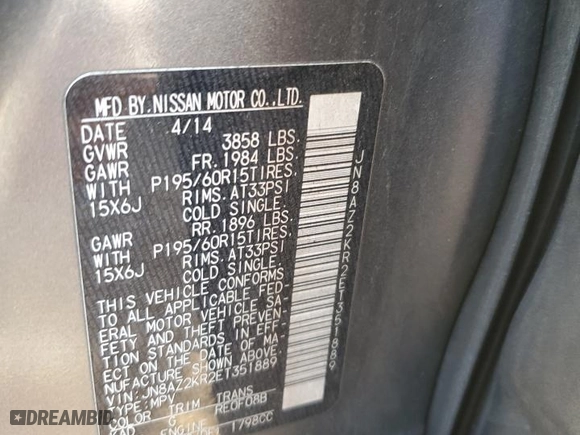 MFD BY.NISSAN MOTOR CO.,LTD.
DATE 4/14
GVWR 3858 LBS.
GAWR FR. 1984 LBS.
WITH P195/60R15TIRES.
15X6J RIMS.AT33PSI
COLD SINGLE.
GAWR RR. 1896 LBS.
WITH P195/60R15TIRES.
15X6J RIMS.AT33PSI
COLD SINGLE.
THIS VEHICLE CONFORMS
TO ALL APPLICABLE FED-
ERAL MOTOR VEHICLE SA-
FETY AND THEFT PREVEN-
TION STANDARDS IN EFF-
ECT ON THE DATE OF MA-
NUFACTURE SHOWN ABOVE.
VIN:JN8AZ2KR2ET351889
TYPE:MPV
COLOR TRIM TRANS
KAD G RE0F08B
ENGINE 1798CC
JN8AZ2KR2ET351889
DREAMBID